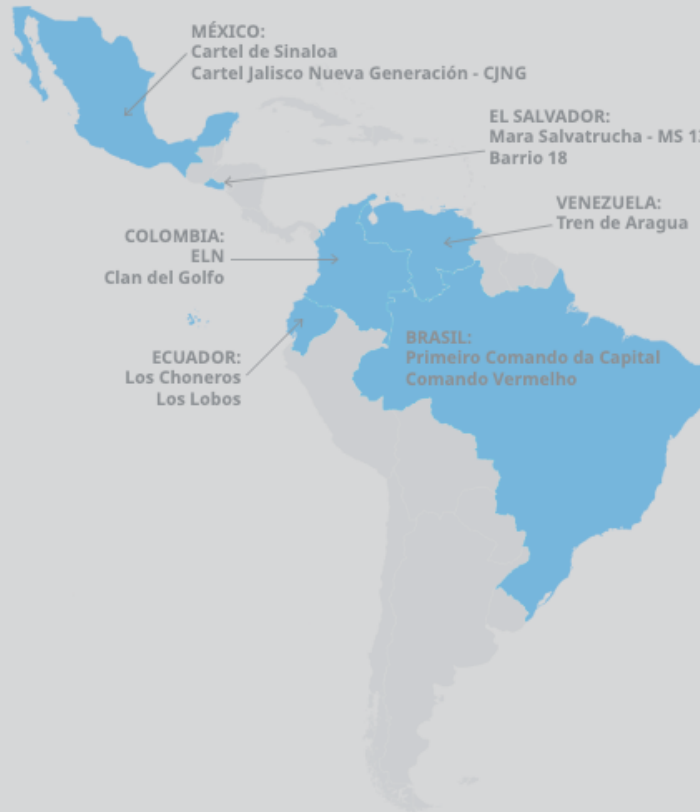 MÉXICO:
Cartel de Sinaloa
Cartel Jalisco Nueva Generación - CJNG
EL SALVADOR:
Mara Salvatrucha - MS 13
Barrio 18
VENEZUELA:
Tren de Aragua
COLOMBIA:
ELN
Clan del Golfo
ECUADOR:
Los Choneros
Los Lobos
BRASIL:
Primeiro Comando da Capital
Comando Vermelho